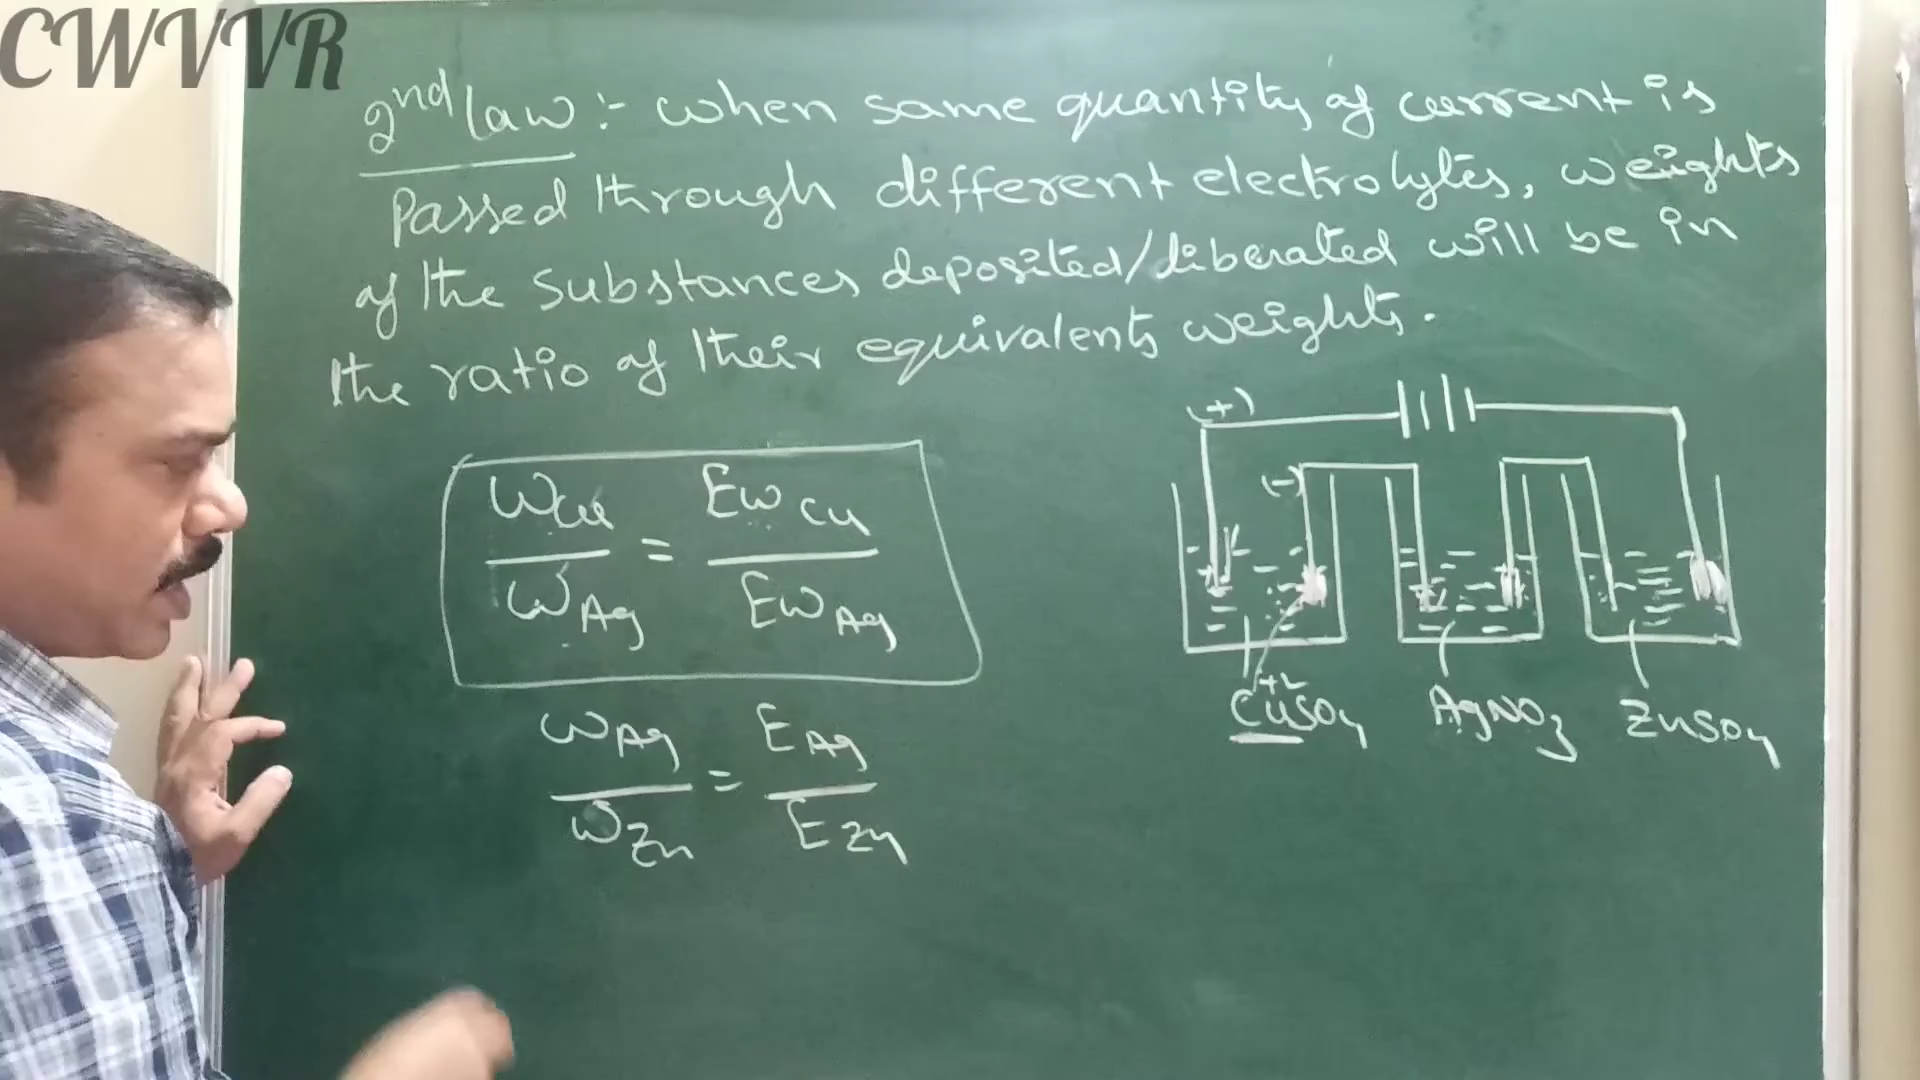 CWVVR
2nd law :- when same quantity of current is
passed through different electrolytes, weights
of the substances deposited/liberated will be in
the ratio of their equivalents weights.
(+)
(-)
WCu / WAg = EWCu / EWAg
+2
CuSO4 AgNO3 ZnSO4
WAg / WZn = EAg / EZn